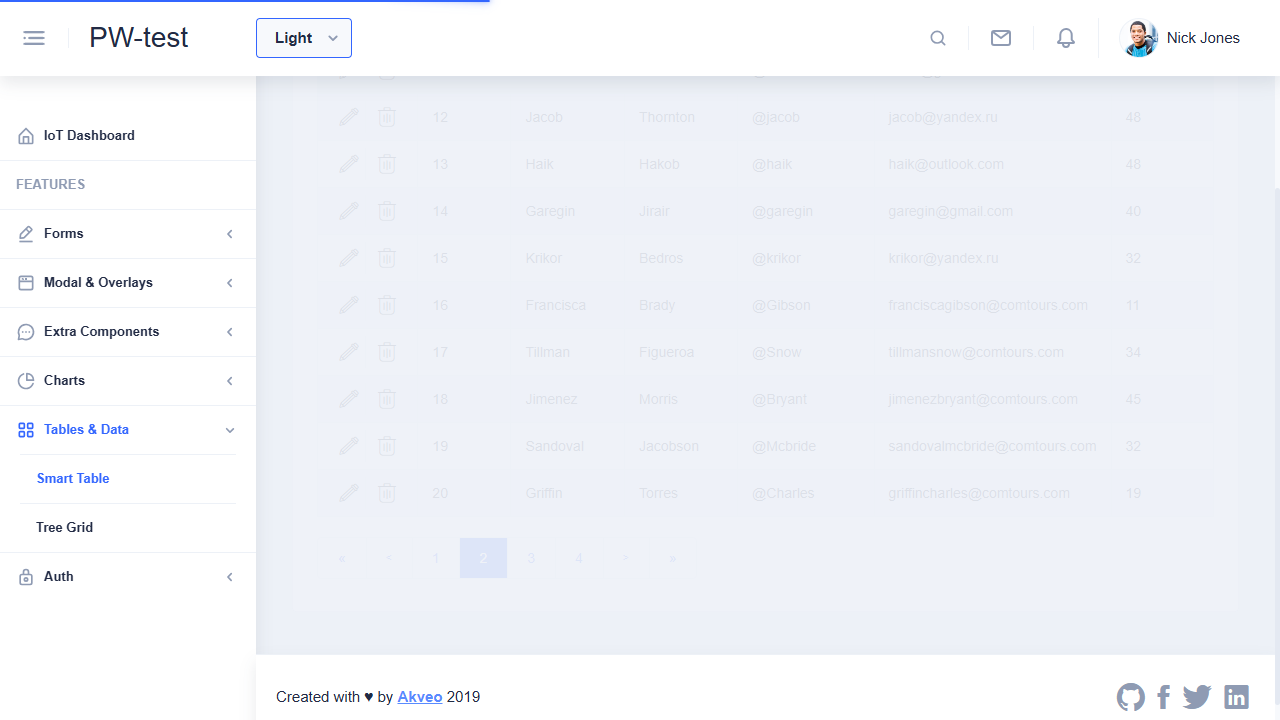 PW-test
Light
Nick Jones
IoT Dashboard
FEATURES
Forms
Modal & Overlays
Extra Components
Charts
Tables & Data
Smart Table
Tree Grid
Auth
12 Jacob Thornton @jacob jacob@yandex.ru 48
13 Haik Hakob @haik haik@outlook.com 48
14 Garegin Jirair @garegin garegin@gmail.com 40
15 Krikor Bedros @krikor krikor@yandex.ru 32
16 Francisca Brady @Gibson franciscagibson@comtours.com 11
17 Tillman Figueroa @Snow tillmansnow@comtours.com 34
18 Jimenez Morris @Bryant jimenezbryant@comtours.com 45
19 Sandoval Jacobson @Mcbride sandovalmcbride@comtours.com 32
20 Griffin Torres @Charles griffincharles@comtours.com 19
« < 1 2 3 4 > »
Created with ♥ by Akveo 2019